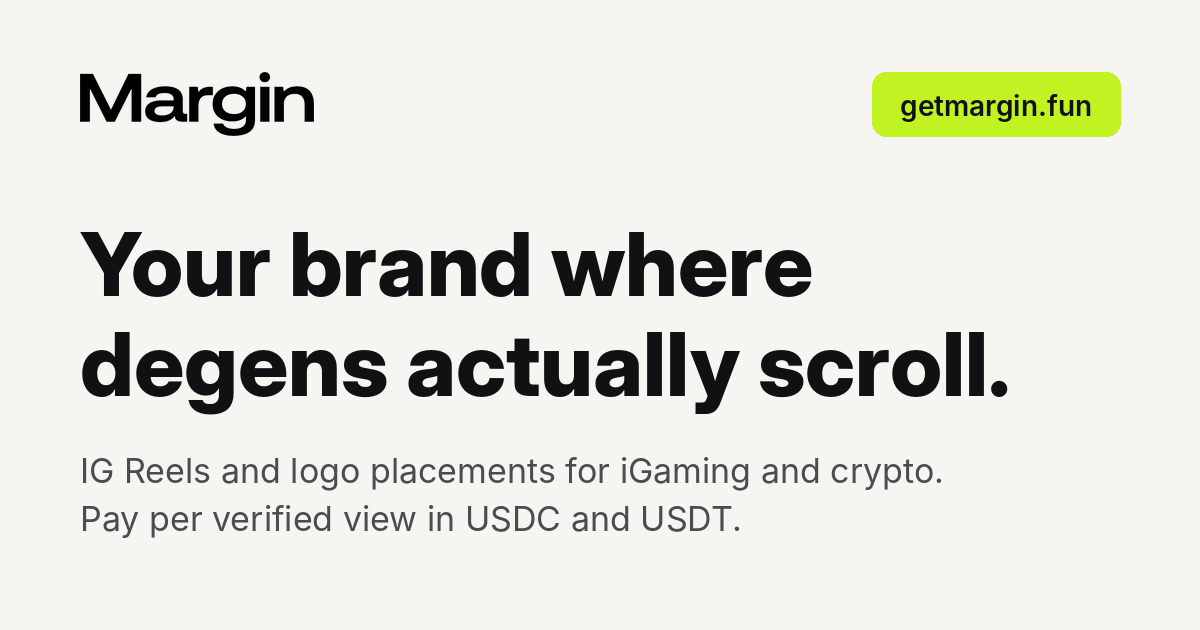 Margin
getmargin.fun
Your brand where
degens actually scroll.
IG Reels and logo placements for iGaming and crypto.
Pay per verified view in USDC and USDT.